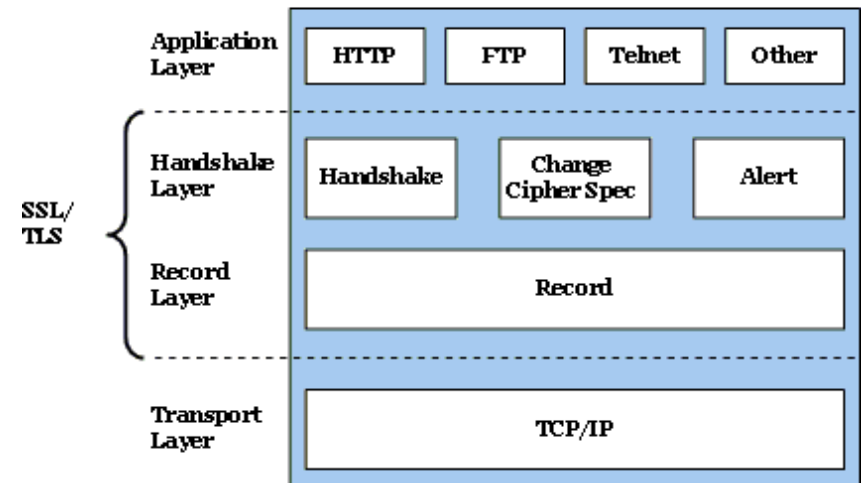 Application
Layer
HTTP
FTP
Telnet
Other
SSL/
TLS
Handshake
Layer
Handshake
Change
Cipher Spec
Alert
Record
Layer
Record
Transport
Layer
TCP/IP